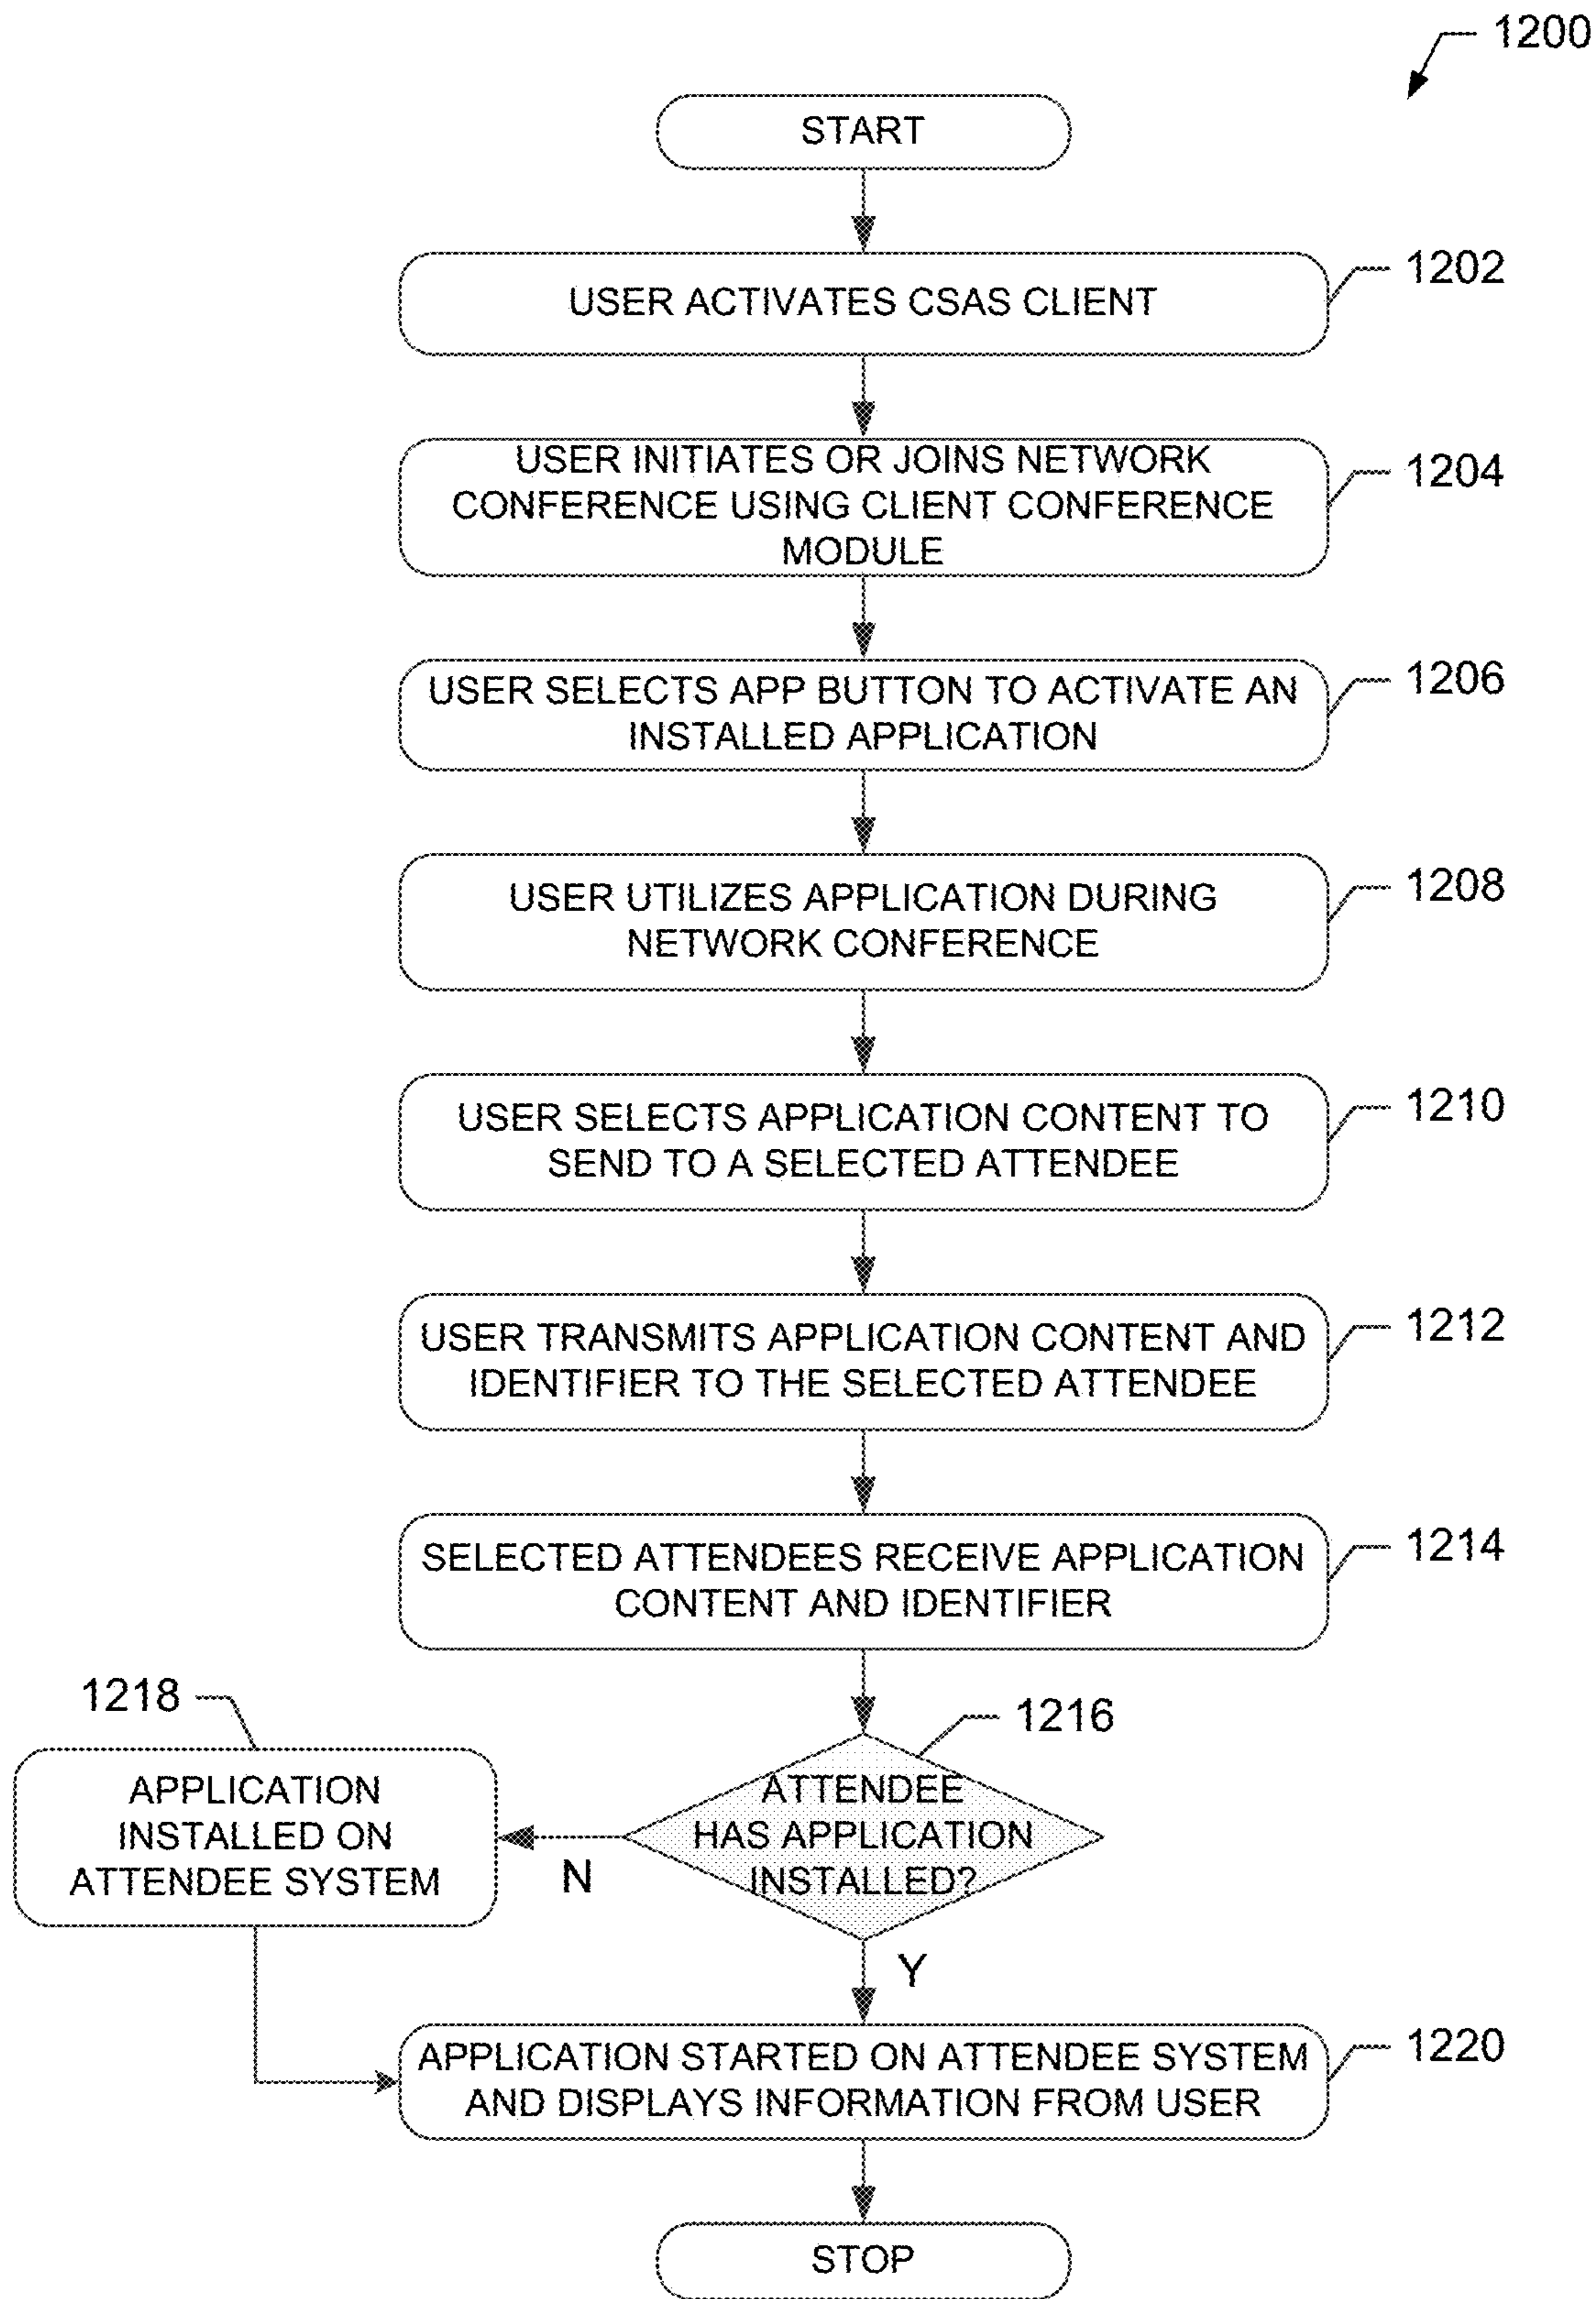 1200
START
USER ACTIVATES CSAS CLIENT
1202
USER INITIATES OR JOINS NETWORK
CONFERENCE USING CLIENT CONFERENCE
MODULE
1204
USER SELECTS APP BUTTON TO ACTIVATE AN
INSTALLED APPLICATION
1206
USER UTILIZES APPLICATION DURING
NETWORK CONFERENCE
1208
USER SELECTS APPLICATION CONTENT TO
SEND TO A SELECTED ATTENDEE
1210
USER TRANSMITS APPLICATION CONTENT AND
IDENTIFIER TO THE SELECTED ATTENDEE
1212
SELECTED ATTENDEES RECEIVE APPLICATION
CONTENT AND IDENTIFIER
1214
1216
ATTENDEE
HAS APPLICATION
INSTALLED?
N
1218
APPLICATION
INSTALLED ON
ATTENDEE SYSTEM
Y
APPLICATION STARTED ON ATTENDEE SYSTEM
AND DISPLAYS INFORMATION FROM USER
1220
STOP